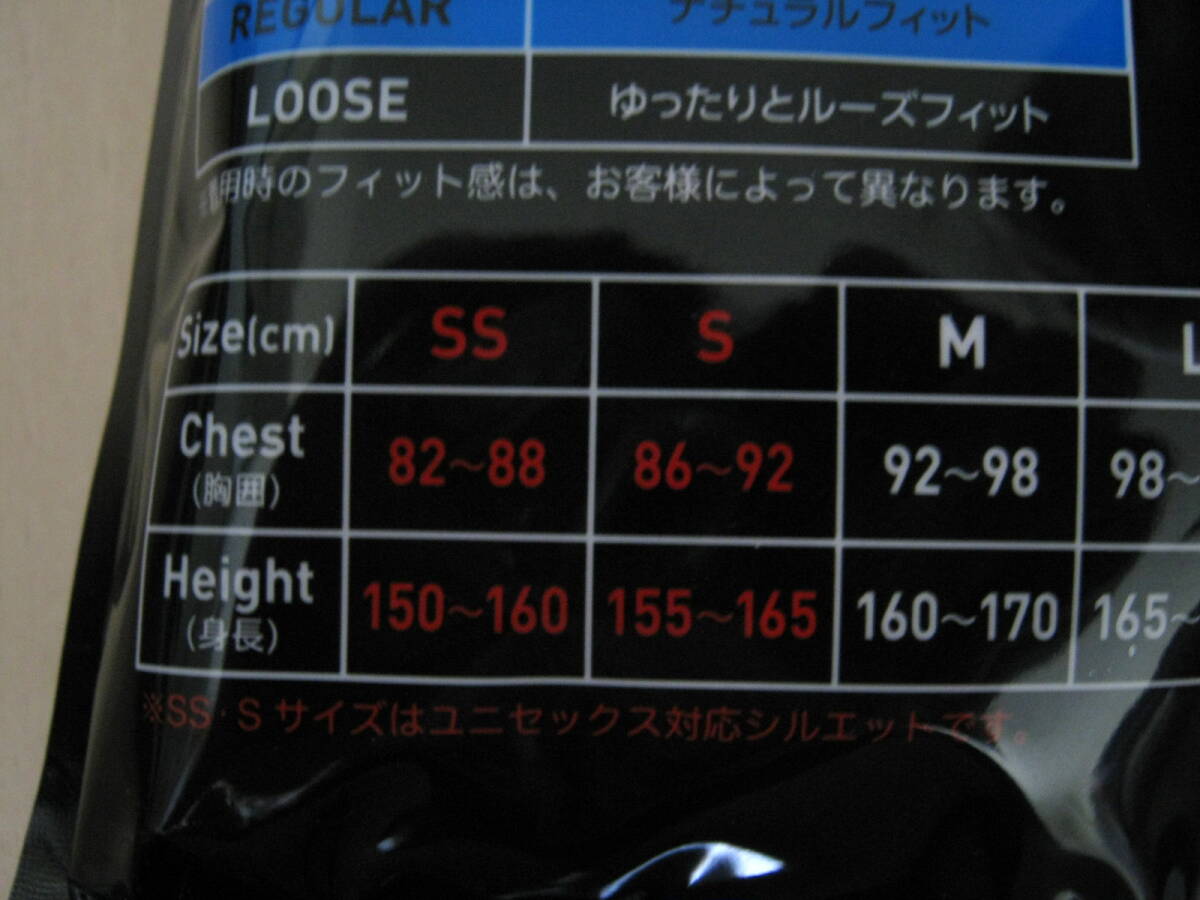 REGULAR ナチュラルフィット
LOOSE ゆったりとルーズフィット
※着用時のフィット感は、お客様によって異なります。
Size(cm) SS S M L
Chest 82~88 86~92 92~98 98~
(胸囲)
Height 150~160 155~165 160~170 165~
(身長)
※SS・Sサイズはユニセックス対応シルエットです。